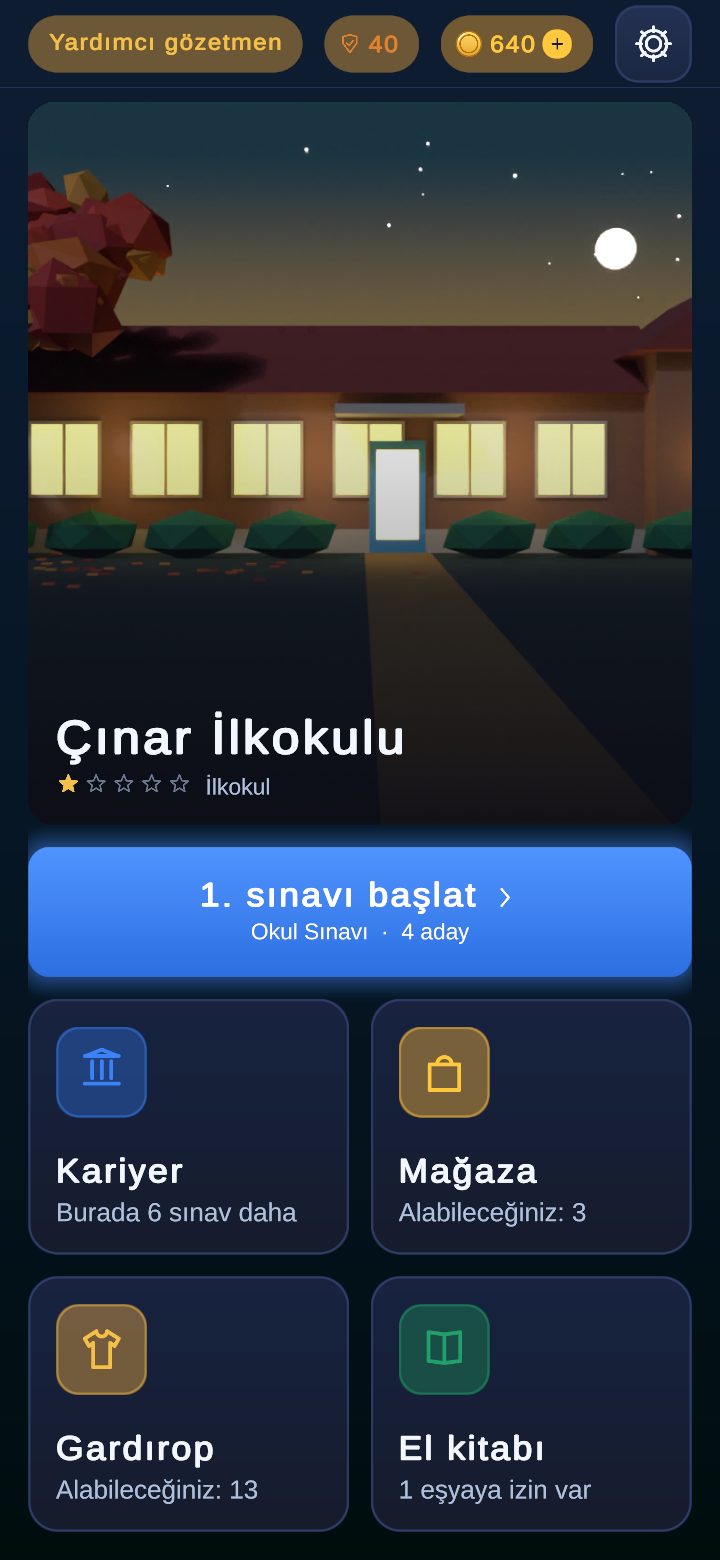 Yardımcı gözetmen
40
640 +
Çınar İlkokulu
İlkokul
1. sınavı başlat
Okul Sınavı · 4 aday
Kariyer
Burada 6 sınav daha
Mağaza
Alabileceğiniz: 3
Gardırop
Alabileceğiniz: 13
El kitabı
1 eşyaya izin var